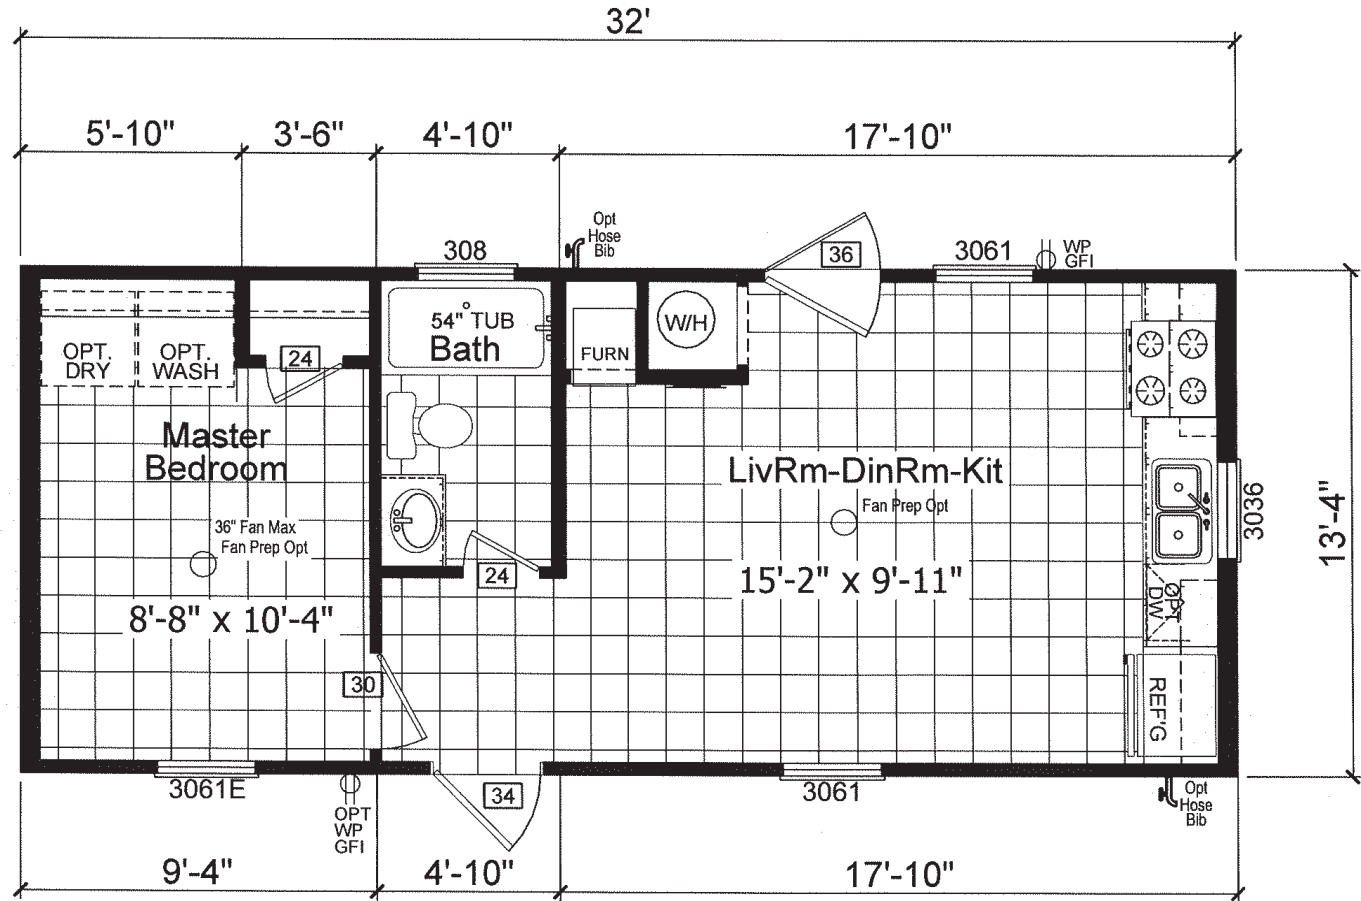 32'
5'-10"
3'-6"
4'-10"
17'-10"
Opt
Hose
Bib
308
36
3061
WP
GFI
54" TUB
Bath
W/H
FURN
OPT.
DRY
OPT.
WASH
24
Master
Bedroom
36" Fan Max
Fan Prep Opt
8'-8" x 10'-4"
24
LivRm-DinRm-Kit
Fan Prep Opt
15'-2" x 9'-11"
3036
13'-4"
OPT
DW
REF'G
30
3061E
OPT
WP
GFI
34
3061
Opt
Hose
Bib
9'-4"
4'-10"
17'-10"